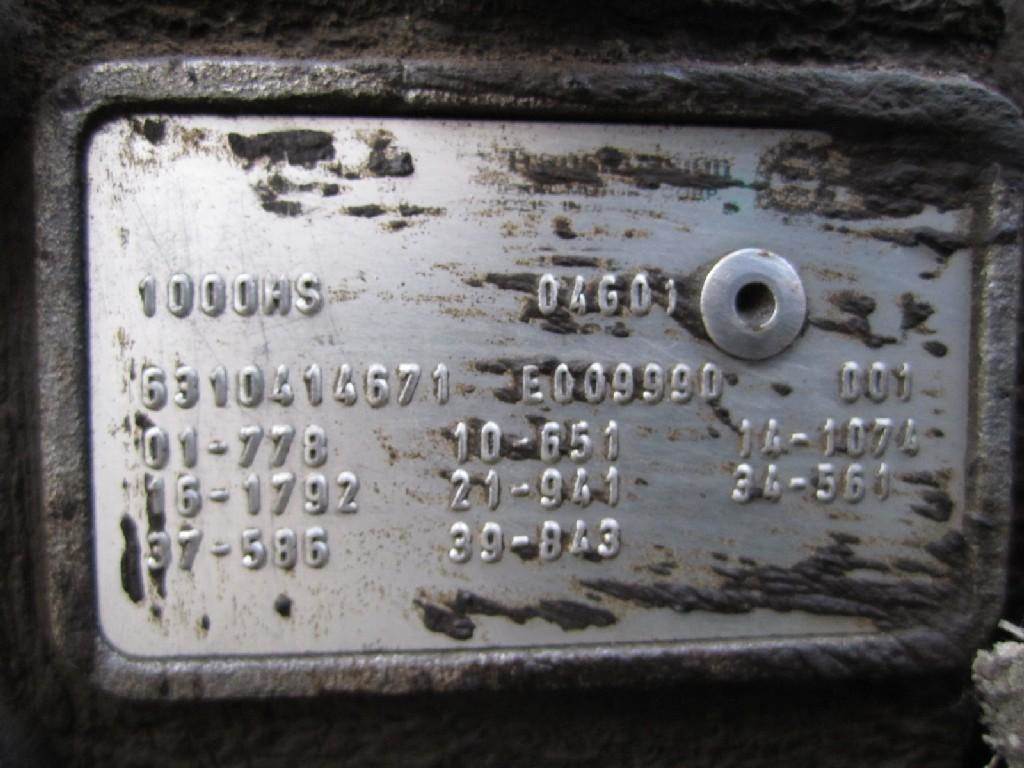 1000HS 04G01
6310414671 E009990 001
01-778 10-651 14-1074
16-1792 21-941 34-561
37-586 39-843